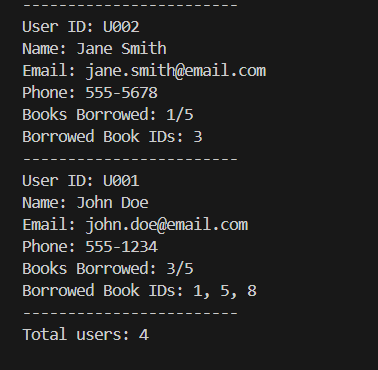 ------------------------
User ID: U002
Name: Jane Smith
Email: jane.smith@email.com
Phone: 555-5678
Books Borrowed: 1/5
Borrowed Book IDs: 3
------------------------
User ID: U001
Name: John Doe
Email: john.doe@email.com
Phone: 555-1234
Books Borrowed: 3/5
Borrowed Book IDs: 1, 5, 8
------------------------
Total users: 4